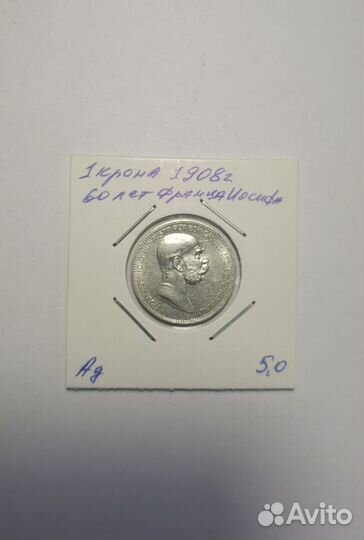 1 крона 1908г
60 лет Франца Иосифа
Ag
5,0
Avito